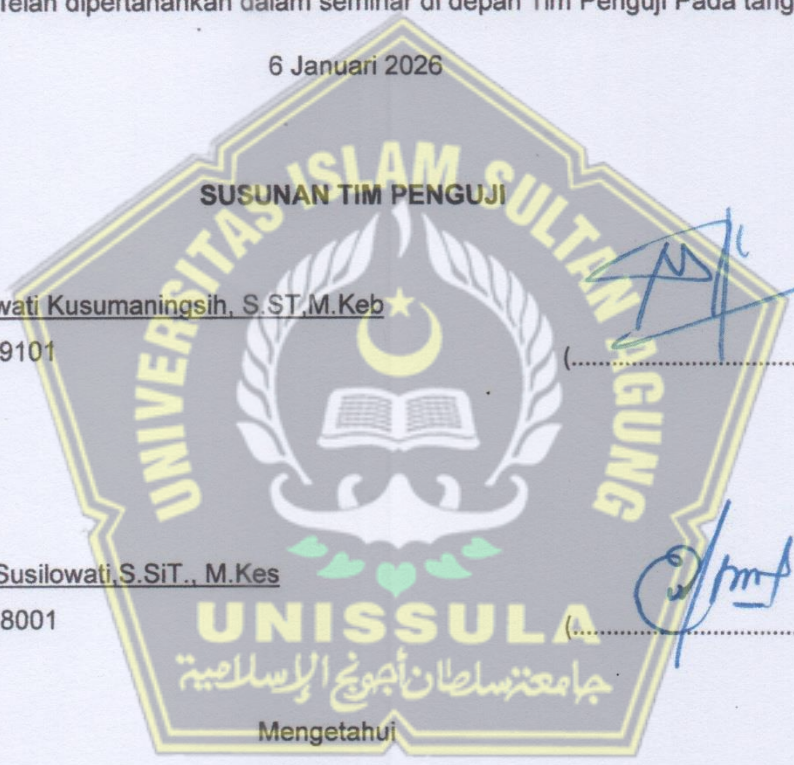 Telah dipertahankan dalam seminar di depan Tim Penguji Pada tang
6 Januari 2026
SUSUNAN TIM PENGUJI
UNIVERSITAS ISLAM SULTAN AGUNG
wati Kusumaningsih, S.ST,M.Keb
9101
(
Susilowati,S.SiT., M.Kes
8001
(
UNISSULA
جامعة سلطان أجونج الإسلامية
Mengetahui